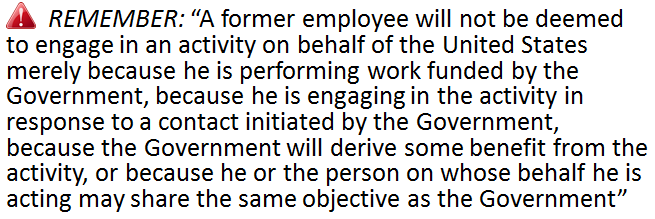 REMEMBER: “A former employee will not be deemed
to engage in an activity on behalf of the United States
merely because he is performing work funded by the
Government, because he is engaging in the activity in
response to a contact initiated by the Government,
because the Government will derive some benefit from the
activity, or because he or the person on whose behalf he is
acting may share the same objective as the Government”